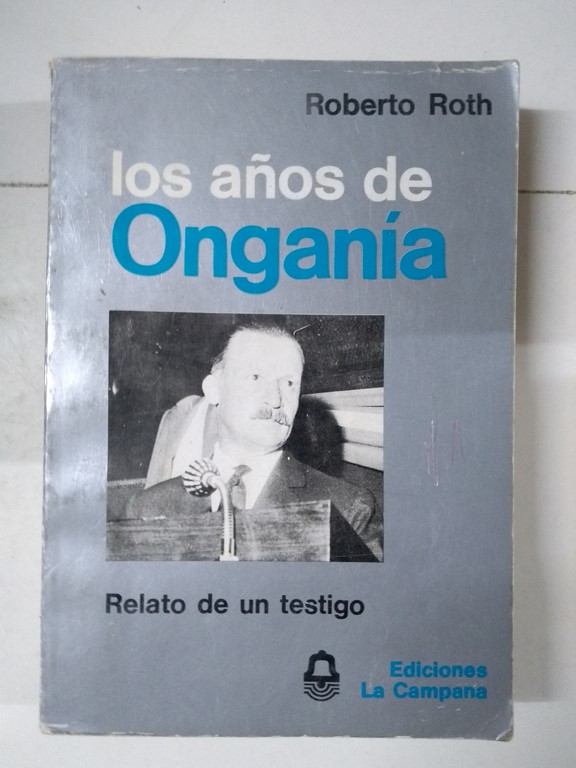 Roberto Roth
los años de
Onganía
Relato de un testigo
Ediciones
La Campana